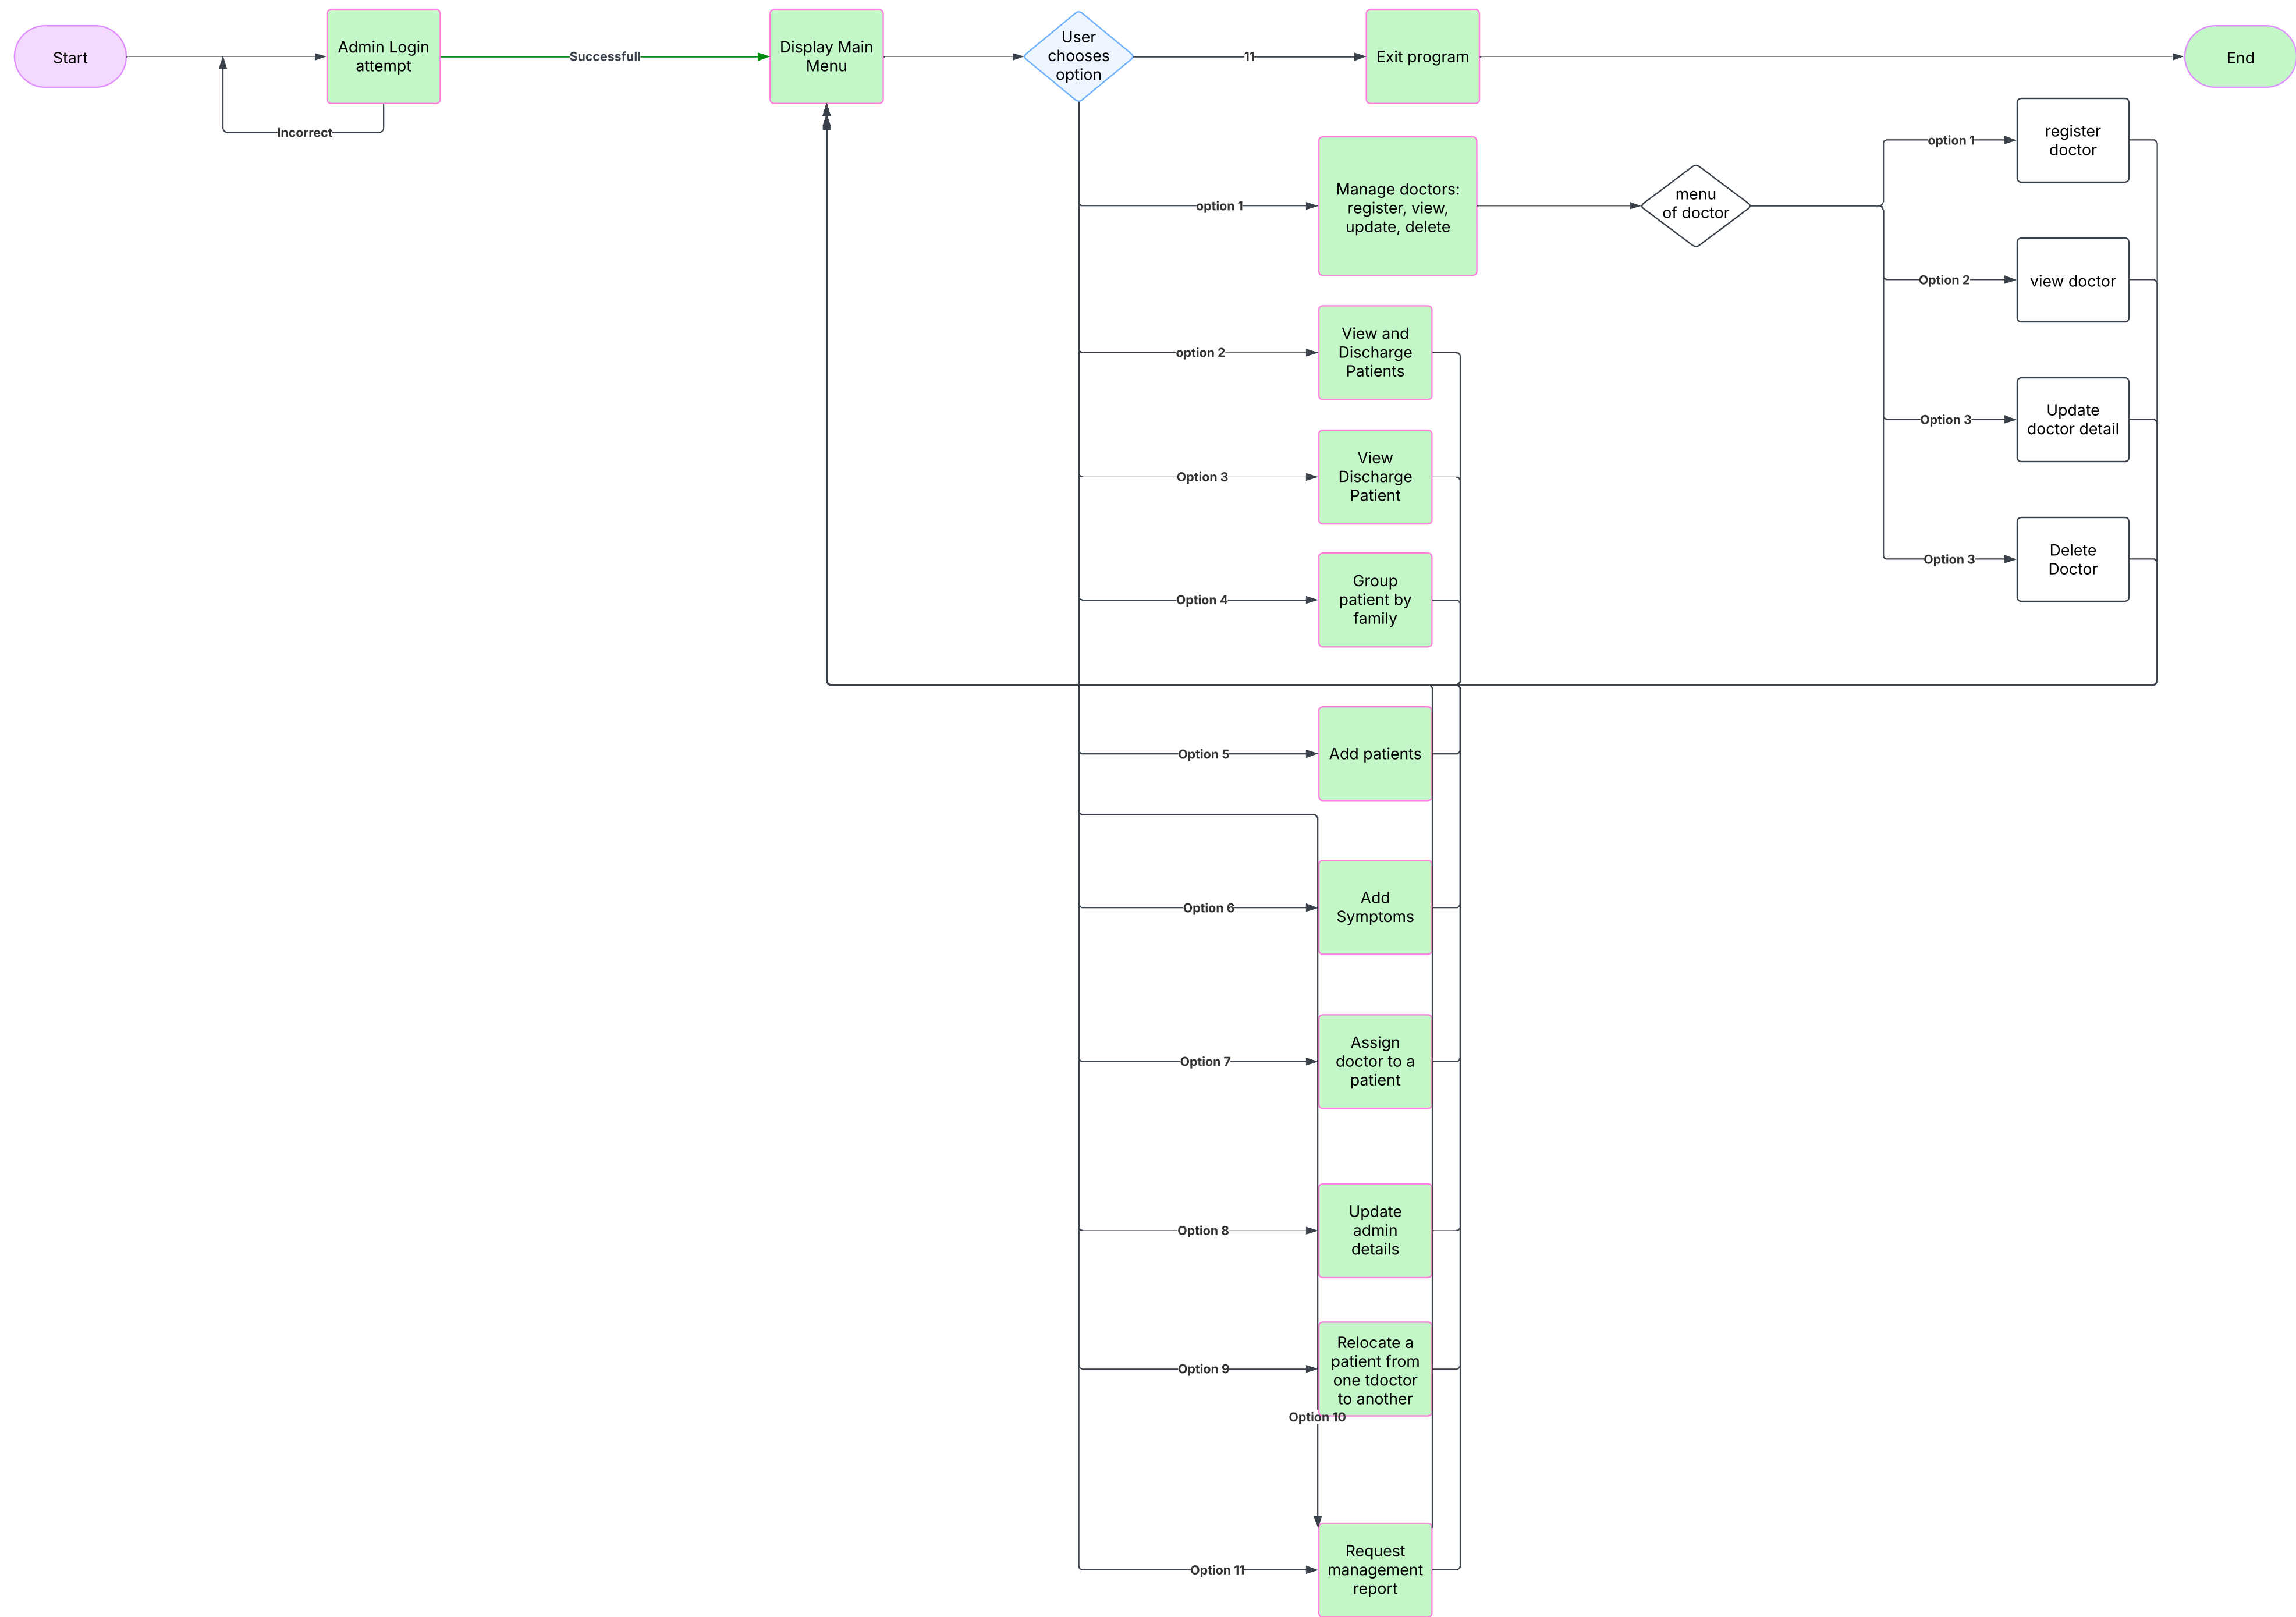 Start
Admin Login
attempt
Successfull
Incorrect
Display Main
Menu
User
chooses
option
11
Exit program
End
option 1
Manage doctors:
register, view,
update, delete
menu
of doctor
option 1
register
doctor
Option 2
view doctor
Option 3
Update
doctor detail
Option 3
Delete
Doctor
option 2
View and
Discharge
Patients
Option 3
View
Discharge
Patient
Option 4
Group
patient by
family
Option 5
Add patients
Option 6
Add
Symptoms
Option 7
Assign
doctor to a
patient
Option 8
Update
admin
details
Option 9
Relocate a
patient from
one tdoctor
to another
Option 10
Option 11
Request
management
report